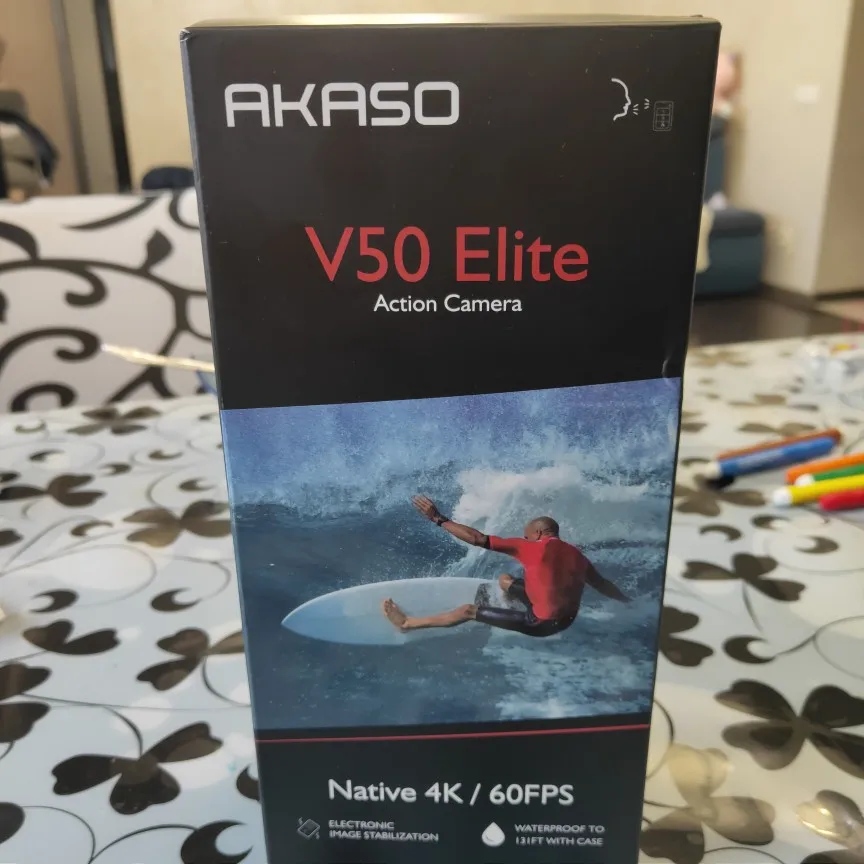 AKASO
V50 Elite
Action Camera
Native 4K / 60FPS
ELECTRONIC
IMAGE STABILIZATION
WATERPROOF TO
131FT WITH CASE